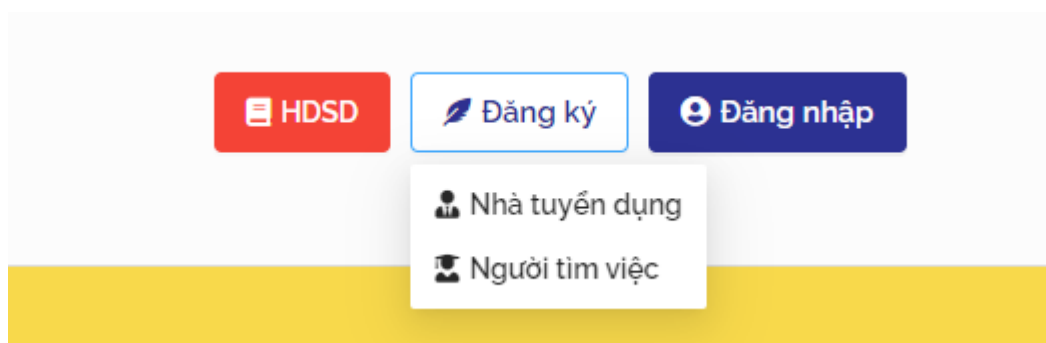 HDSD Đăng ký Đăng nhập
Nhà tuyển dụng
Người tìm việc